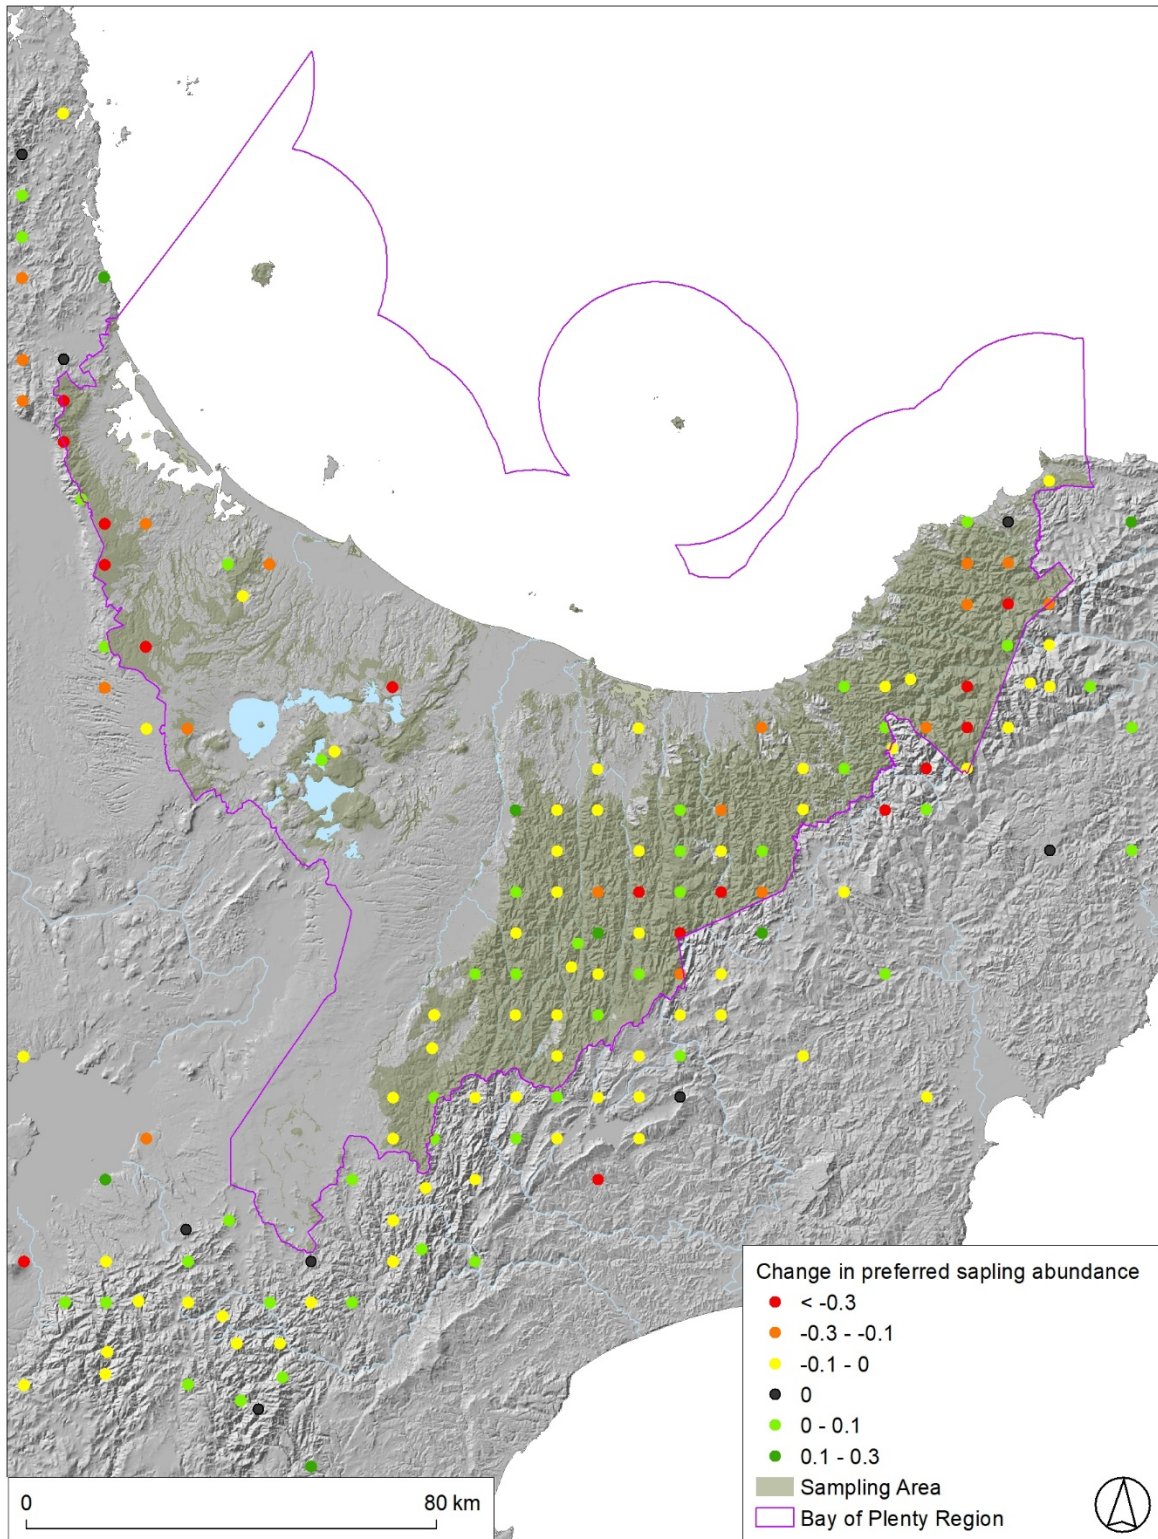 0 80 km
Change in preferred sapling abundance
< -0.3
-0.3 - -0.1
-0.1 - 0
0
0 - 0.1
0.1 - 0.3
Sampling Area
Bay of Plenty Region